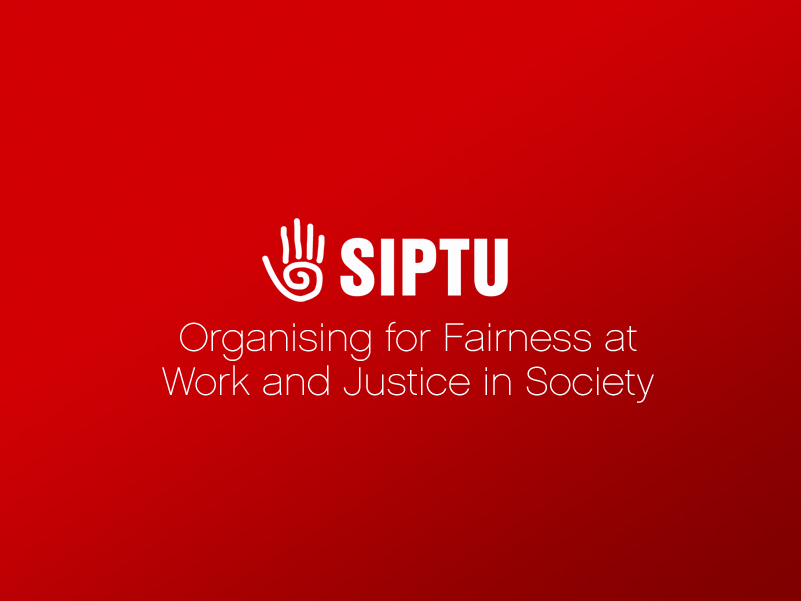 SIPTU
Organising for Fairness at
Work and Justice in Society